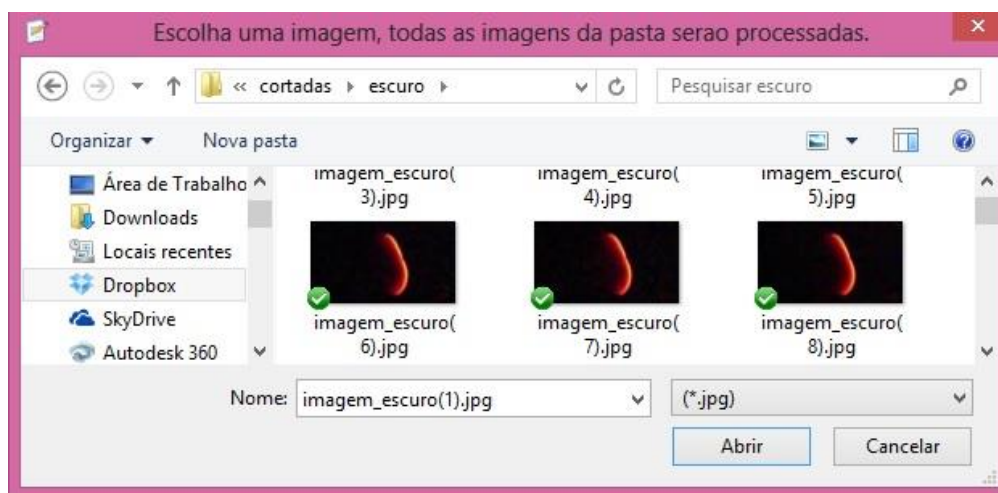 Escolha uma imagem, todas as imagens da pasta serao processadas.
« cortadas escuro
Pesquisar escuro
Organizar
Nova pasta
Área de Trabalho
Downloads
Locais recentes
Dropbox
SkyDrive
Autodesk 360
imagem_escuro(
3).jpg
imagem_escuro(
4).jpg
imagem_escuro(
5).jpg
imagem_escuro(
6).jpg
imagem_escuro(
7).jpg
imagem_escuro(
8).jpg
Nome: imagem_escuro(1).jpg
(*.jpg)
Abrir
Cancelar